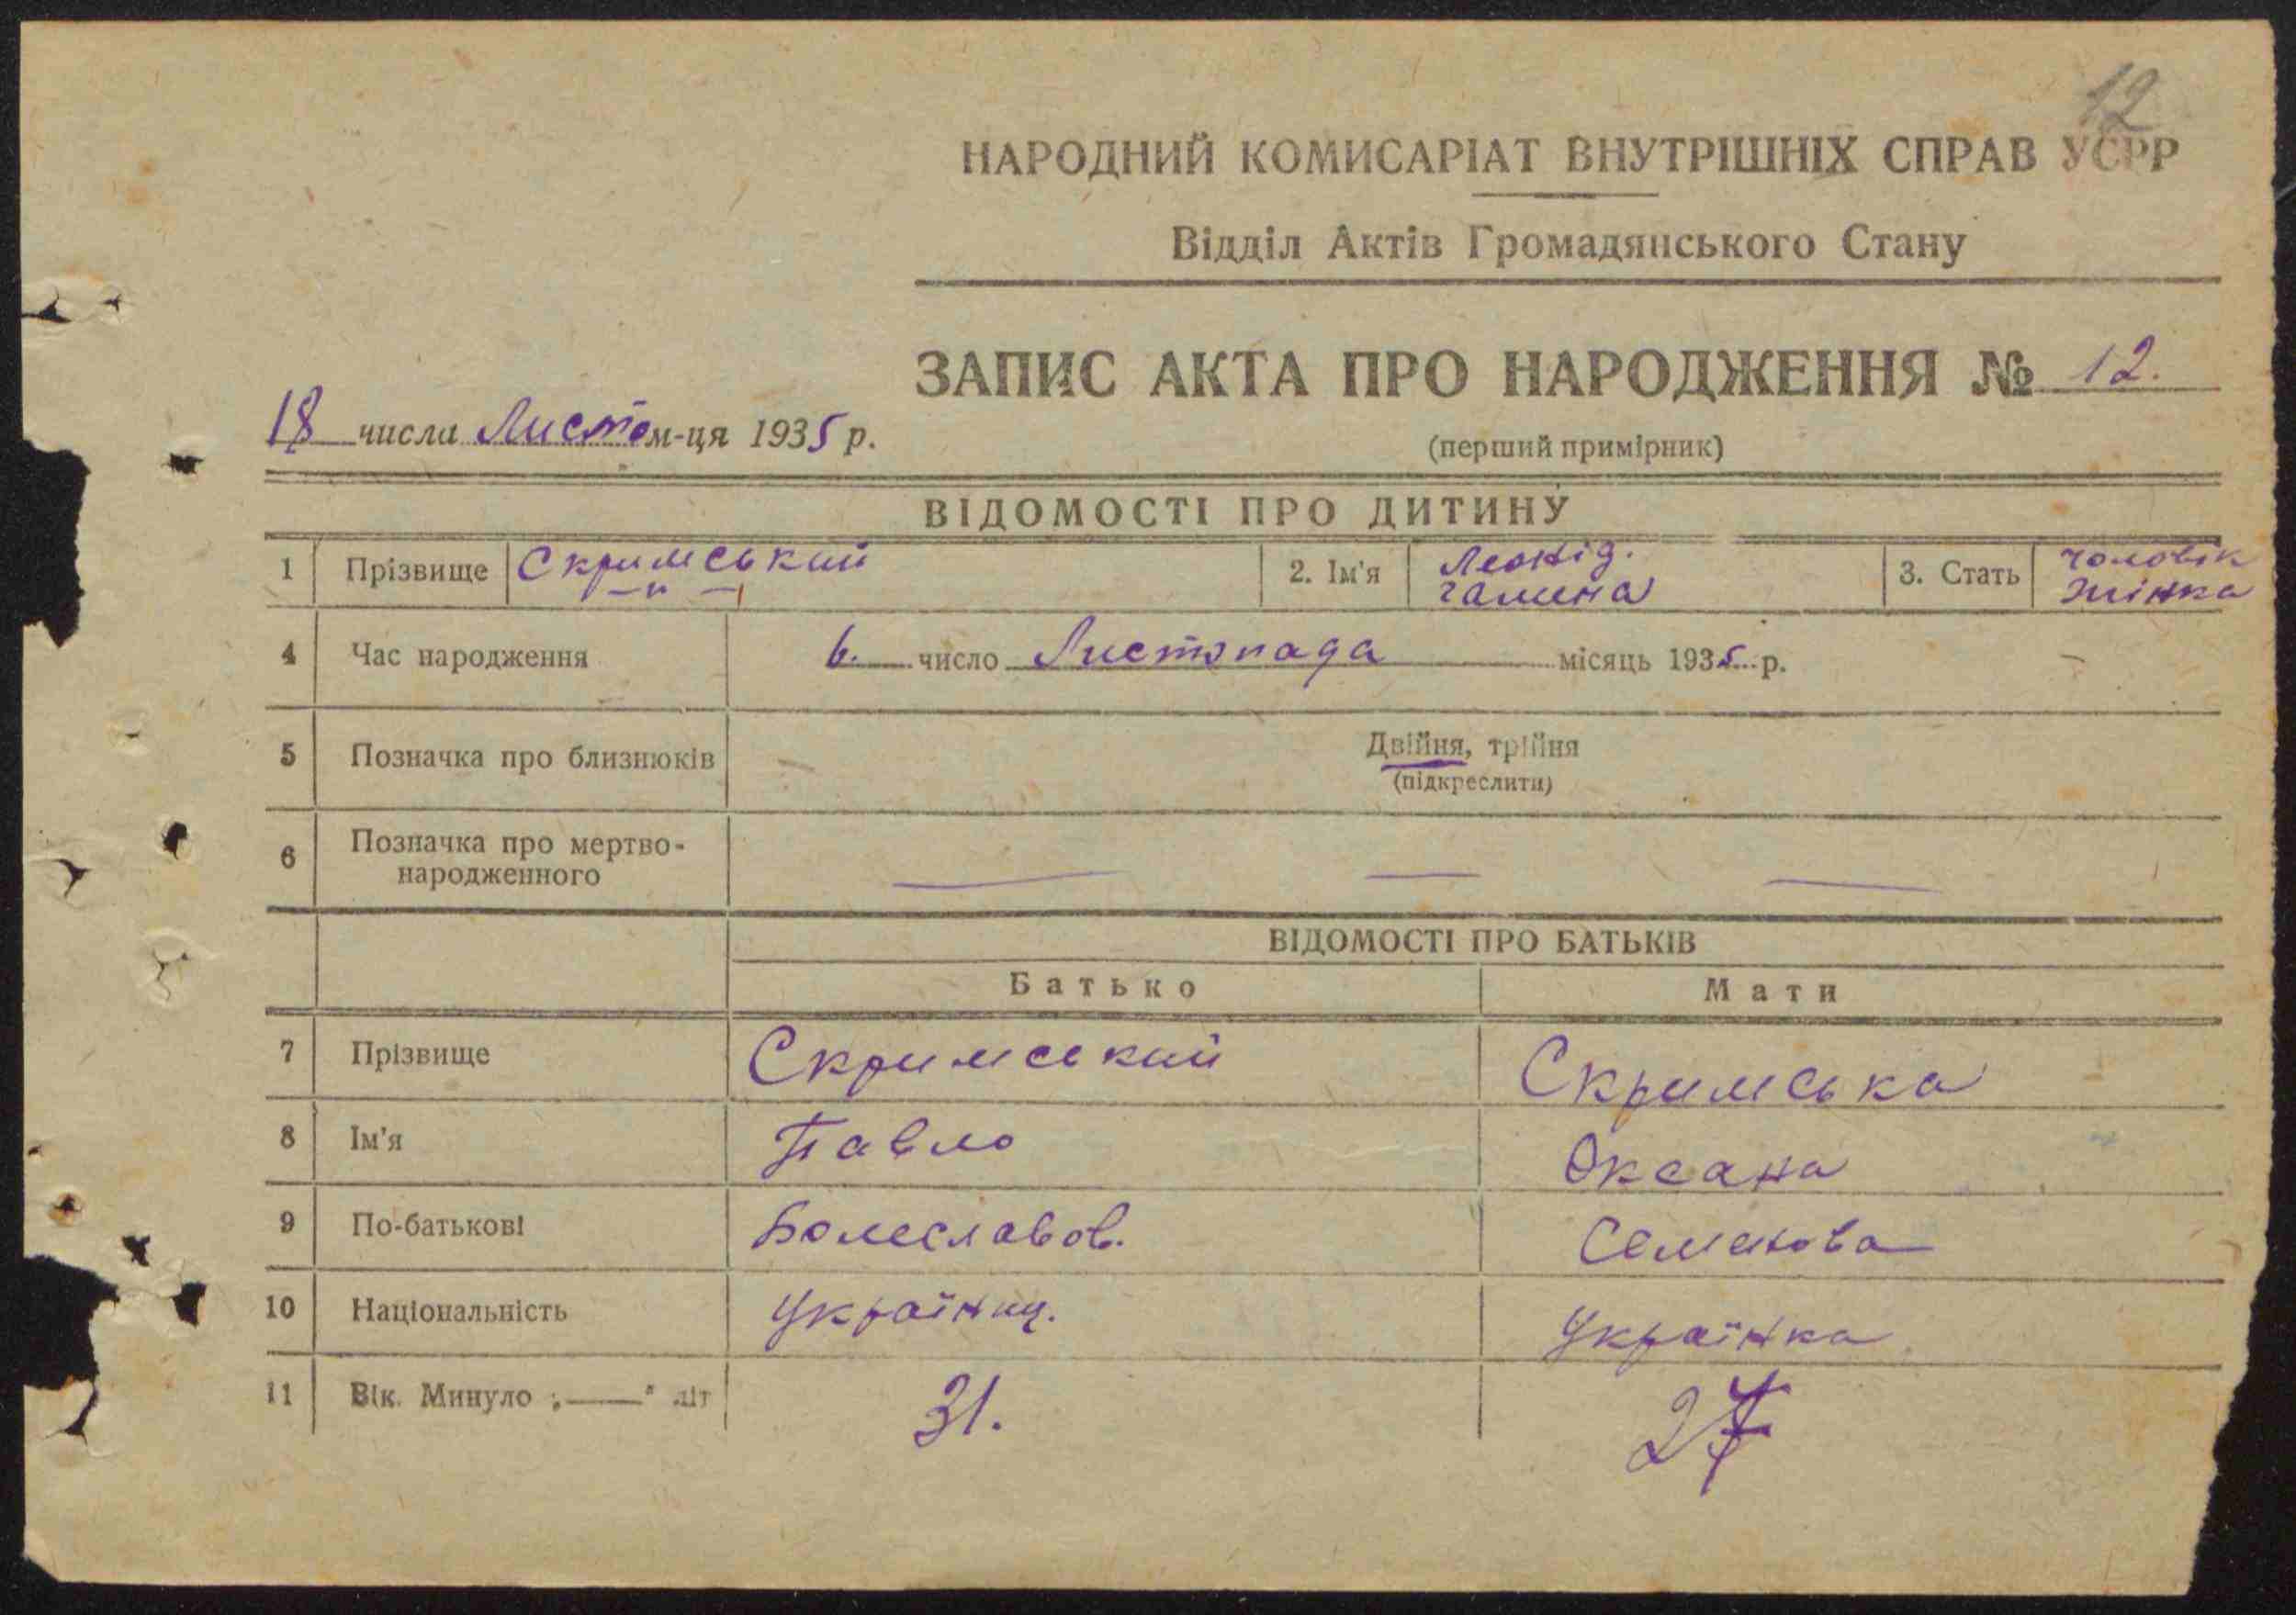 12
НАРОДНИЙ КОМИСАРІАТ ВНУТРІШНІХ СПРАВ УСРР
Відділ Актів Громадянського Стану
ЗАПИС АКТА ПРО НАРОДЖЕННЯ № 12.
18 числа Листо м-ця 1935 р.
(перший примірник)
ВІДОМОСТІ ПРО ДИТИНУ
1 Прізвище Скримський 2. Ім'я Леонід. 3. Стать чоловік
—"— Галина Жінка
4 Час народження 6. число Листопада місяць 1935 р.
5 Позначка про близнюків Двійня, трійня
(підкреслити)
6 Позначка про мертво-
народженного — — —
ВІДОМОСТІ ПРО БАТЬКІВ
Батько Мати
7 Прізвище Скримський Скримська
8 Ім'я Павло Оксана
9 По-батькові Болеславов. Семенова
10 Національність Українц. Українка
11 Вік. Минуло „——" літ 31. 27